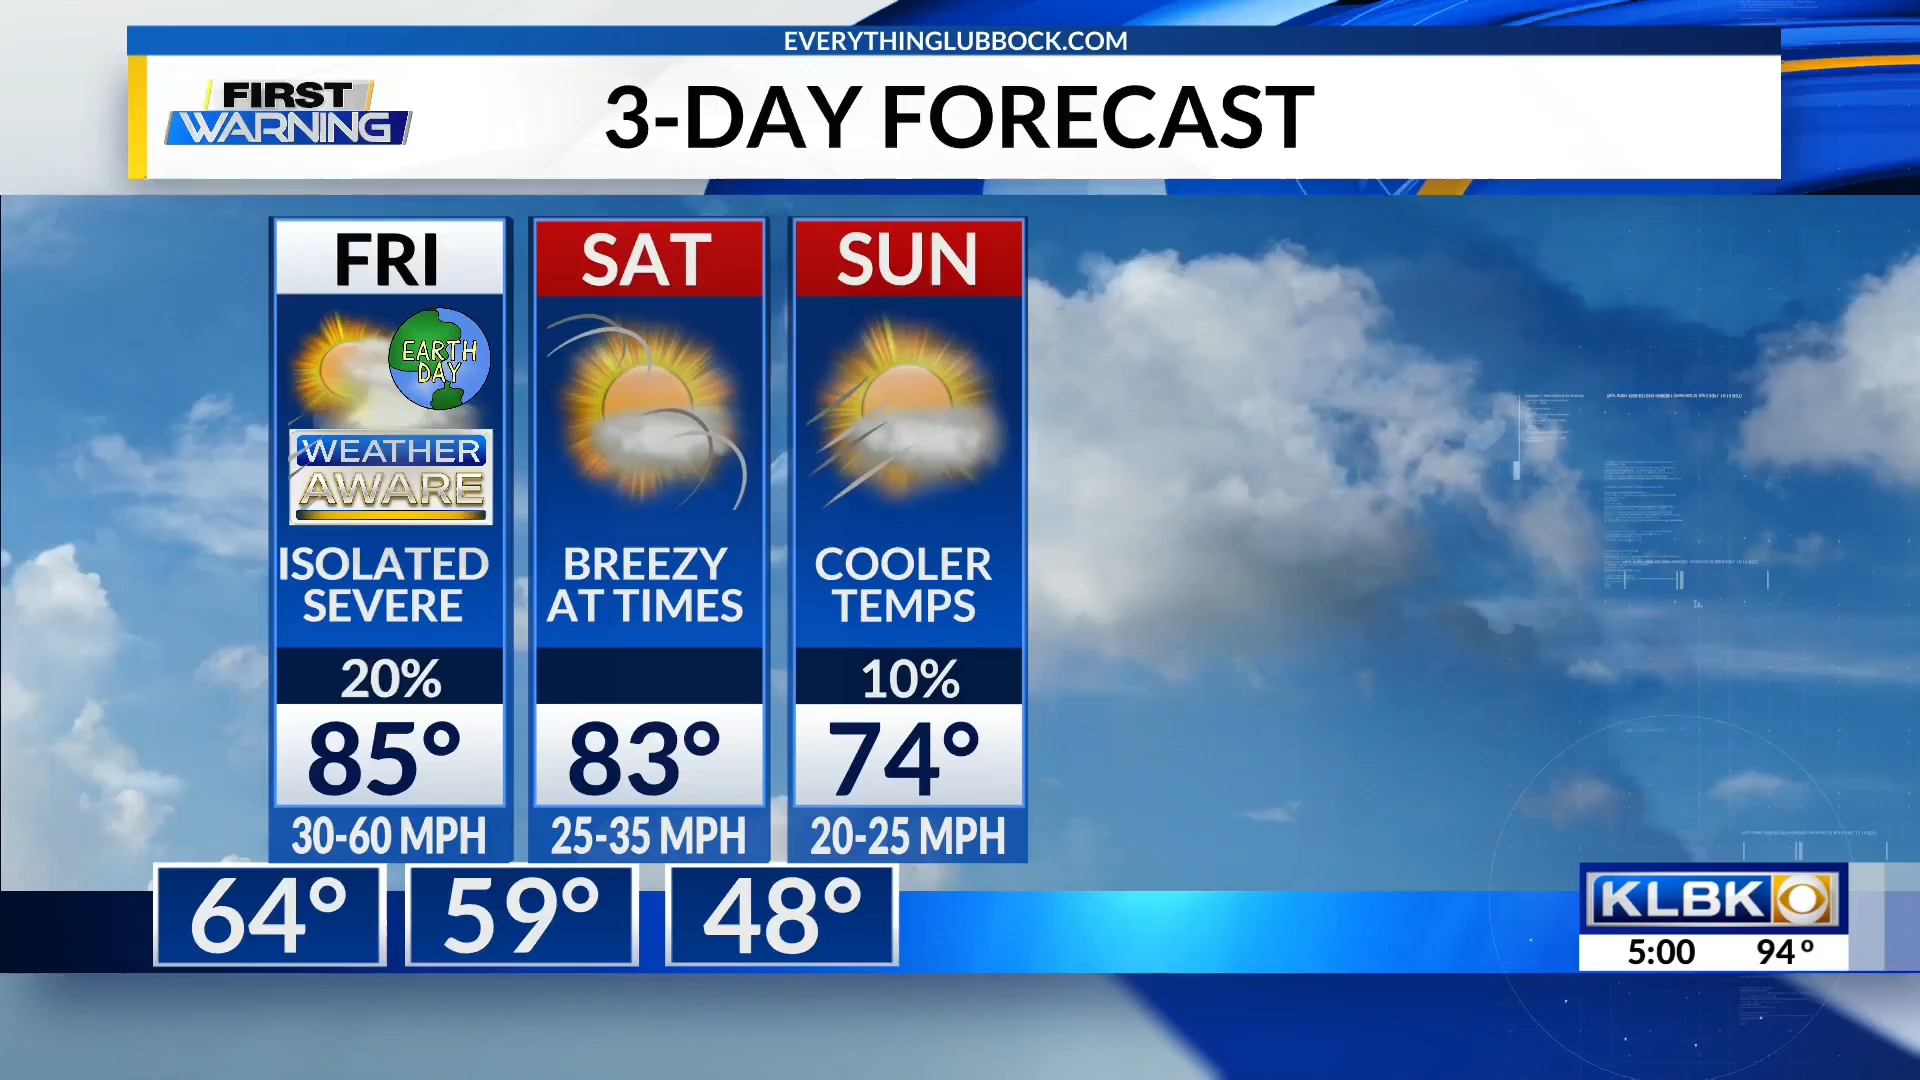 EVERYTHINGLUBBOCK.COM
FIRST
WARNING
3-DAY FORECAST
FRI
EARTH
DAY
WEATHER
AWARE
ISOLATED
SEVERE
20%
85°
30-60 MPH
SAT
BREEZY
AT TIMES
83°
25-35 MPH
SUN
COOLER
TEMPS
10%
74°
20-25 MPH
64°
59°
48°
KLBK
5:00 94°